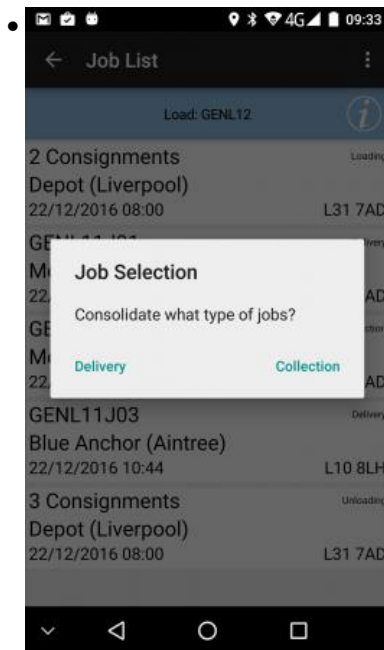 4G 09:33
Job List
Load: GENL12
2 Consignments Loading
Depot (Liverpool)
22/12/2016 08:00 L31 7AD
Job Selection
Consolidate what type of jobs?
Delivery Collection
GENL11J03 Delivery
Blue Anchor (Aintree)
22/12/2016 10:44 L10 8LH
3 Consignments Unloading
Depot (Liverpool)
22/12/2016 08:00 L31 7AD